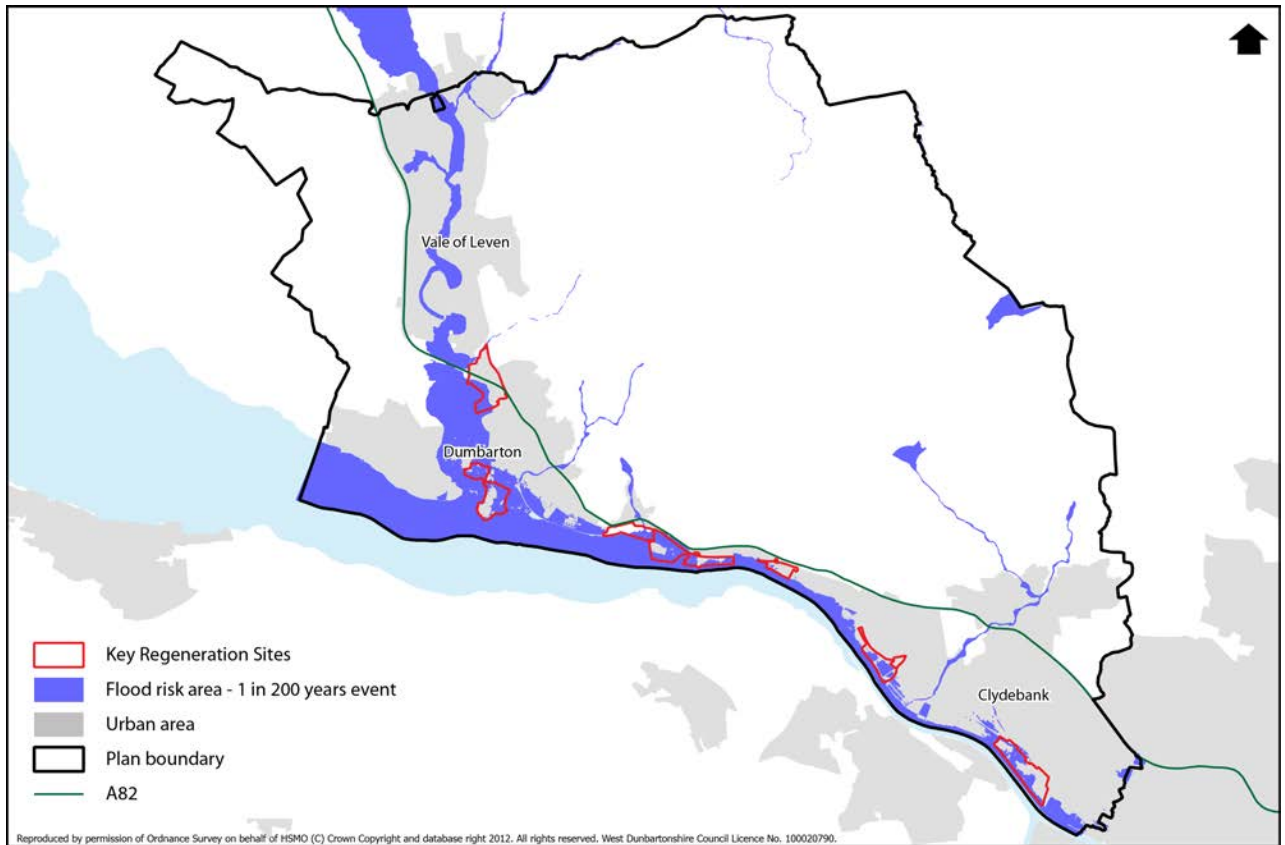 Vale of Leven
Dumbarton
Clydebank
Key Regeneration Sites
Flood risk area - 1 in 200 years event
Urban area
Plan boundary
A82
Reproduced by permission of Ordnance Survey on behalf of HSMO (C) Crown Copyright and database right 2012. All rights reserved. West Dunbartonshire Council Licence No. 100020790.